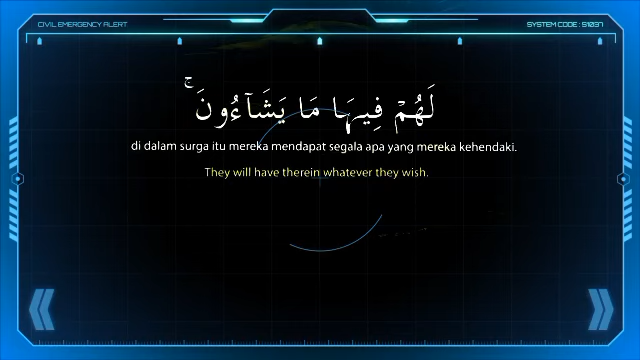 CIVIL EMERGENCY ALERT
SYSTEM CODE : S1037
لَهُمْ فِيهَا مَا يَشَآءُونَ ۚ
di dalam surga itu mereka mendapat segala apa yang mereka kehendaki.
They will have therein whatever they wish.